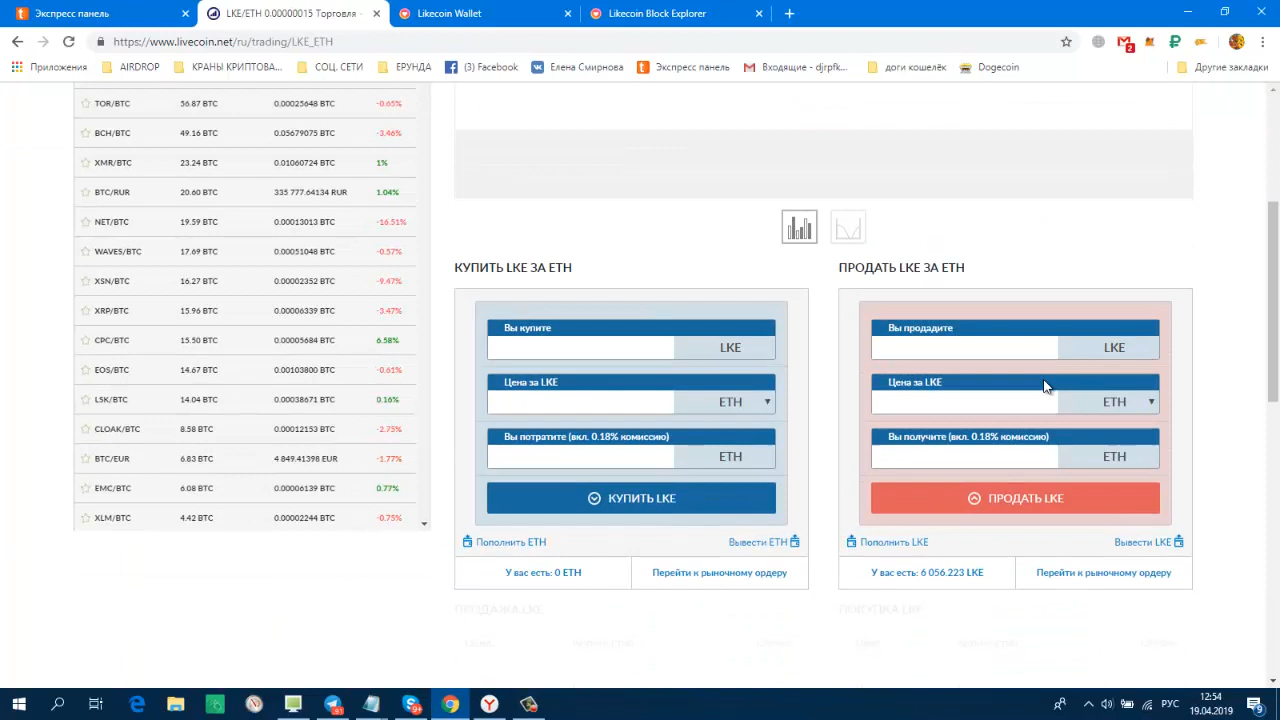 Экспресс панель
LKE/ETH 0.00000015 Торговля -
Likecoin Wallet
Likecoin Block Explorer
https://www.livecoin.net/ru/trading/LKE_ETH
2
Приложения
AIRDROP
КРАНЫ КРИПТОВА...
СОЦ. СЕТИ
ЕРУНДА
(3) Facebook
Елена Смирнова
Экспресс панель
Входящие - djrpfk...
доги кошелёк
Dogecoin
Другие закладки
TOR/BTC 56.87 BTC 0.00025648 BTC -0.65%
BCH/BTC 49.16 BTC 0.05679075 BTC -3.46%
XMR/BTC 23.24 BTC 0.01060724 BTC 1%
BTC/RUR 20.60 BTC 335 777.64134 RUR 1.04%
NET/BTC 19.59 BTC 0.00013013 BTC -16.51%
WAVES/BTC 17.69 BTC 0.00051048 BTC -0.57%
XSN/BTC 16.27 BTC 0.00002352 BTC -9.47%
XRP/BTC 15.96 BTC 0.00006339 BTC -3.47%
CPC/BTC 15.50 BTC 0.00005684 BTC 6.58%
EOS/BTC 14.67 BTC 0.00103800 BTC -0.61%
LSK/BTC 14.04 BTC 0.00038671 BTC 0.16%
CLOAK/BTC 8.58 BTC 0.00012153 BTC -2.75%
BTC/EUR 6.83 BTC 4 849.41398 EUR -1.77%
EMC/BTC 6.08 BTC 0.00006139 BTC 0.77%
XLM/BTC 4.42 BTC 0.00002244 BTC -0.75%
КУПИТЬ LKE ЗА ETH
Вы купите
LKE
Цена за LKE
ETH
Вы потратите (вкл. 0.18% комиссию)
ETH
КУПИТЬ LKE
Пополнить ETH
Вывести ETH
У вас есть: 0 ETH
Перейти к рыночному ордеру
ПРОДАЖА LKE
ПРОДАТЬ LKE ЗА ETH
Вы продадите
LKE
Цена за LKE
ETH
Вы получите (вкл. 0.18% комиссию)
ETH
ПРОДАТЬ LKE
Пополнить LKE
Вывести LKE
У вас есть: 6 056.223 LKE
Перейти к рыночному ордеру
ПОКУПКА LKE
РУС
12:54
19.04.2019